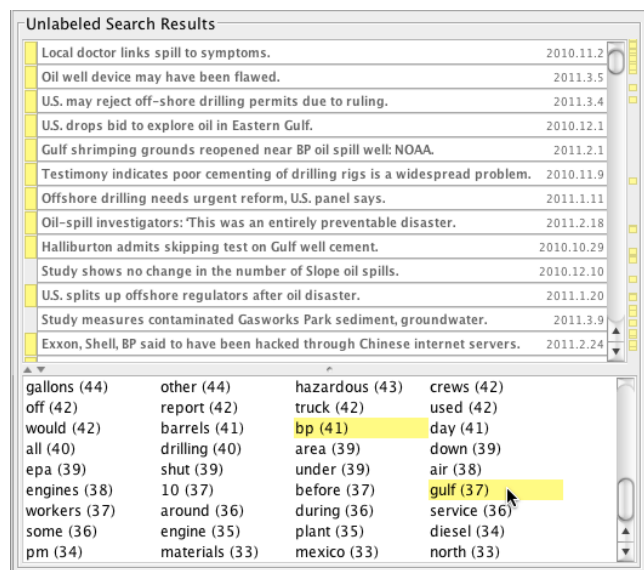 Unlabeled Search Results
Local doctor links spill to symptoms. 2010.11.2
Oil well device may have been flawed. 2011.3.5
U.S. may reject off-shore drilling permits due to ruling. 2011.3.4
U.S. drops bid to explore oil in Eastern Gulf. 2010.12.1
Gulf shrimping grounds reopened near BP oil spill well: NOAA. 2011.2.1
Testimony indicates poor cementing of drilling rigs is a widespread problem. 2010.11.9
Offshore drilling needs urgent reform, U.S. panel says. 2011.1.11
Oil-spill investigators: ‘This was an entirely preventable disaster. 2011.2.18
Halliburton admits skipping test on Gulf well cement. 2010.10.29
Study shows no change in the number of Slope oil spills. 2010.12.10
U.S. splits up offshore regulators after oil disaster. 2011.1.20
Study measures contaminated Gasworks Park sediment, groundwater. 2011.3.9
Exxon, Shell, BP said to have been hacked through Chinese internet servers. 2011.2.24
gallons (44) other (44) hazardous (43) crews (42)
off (42) report (42) truck (42) used (42)
would (42) barrels (41) bp (41) day (41)
all (40) drilling (40) area (39) down (39)
epa (39) shut (39) under (39) air (38)
engines (38) 10 (37) before (37) gulf (37)
workers (37) around (36) during (36) service (36)
some (36) engine (35) plant (35) diesel (34)
pm (34) materials (33) mexico (33) north (33)